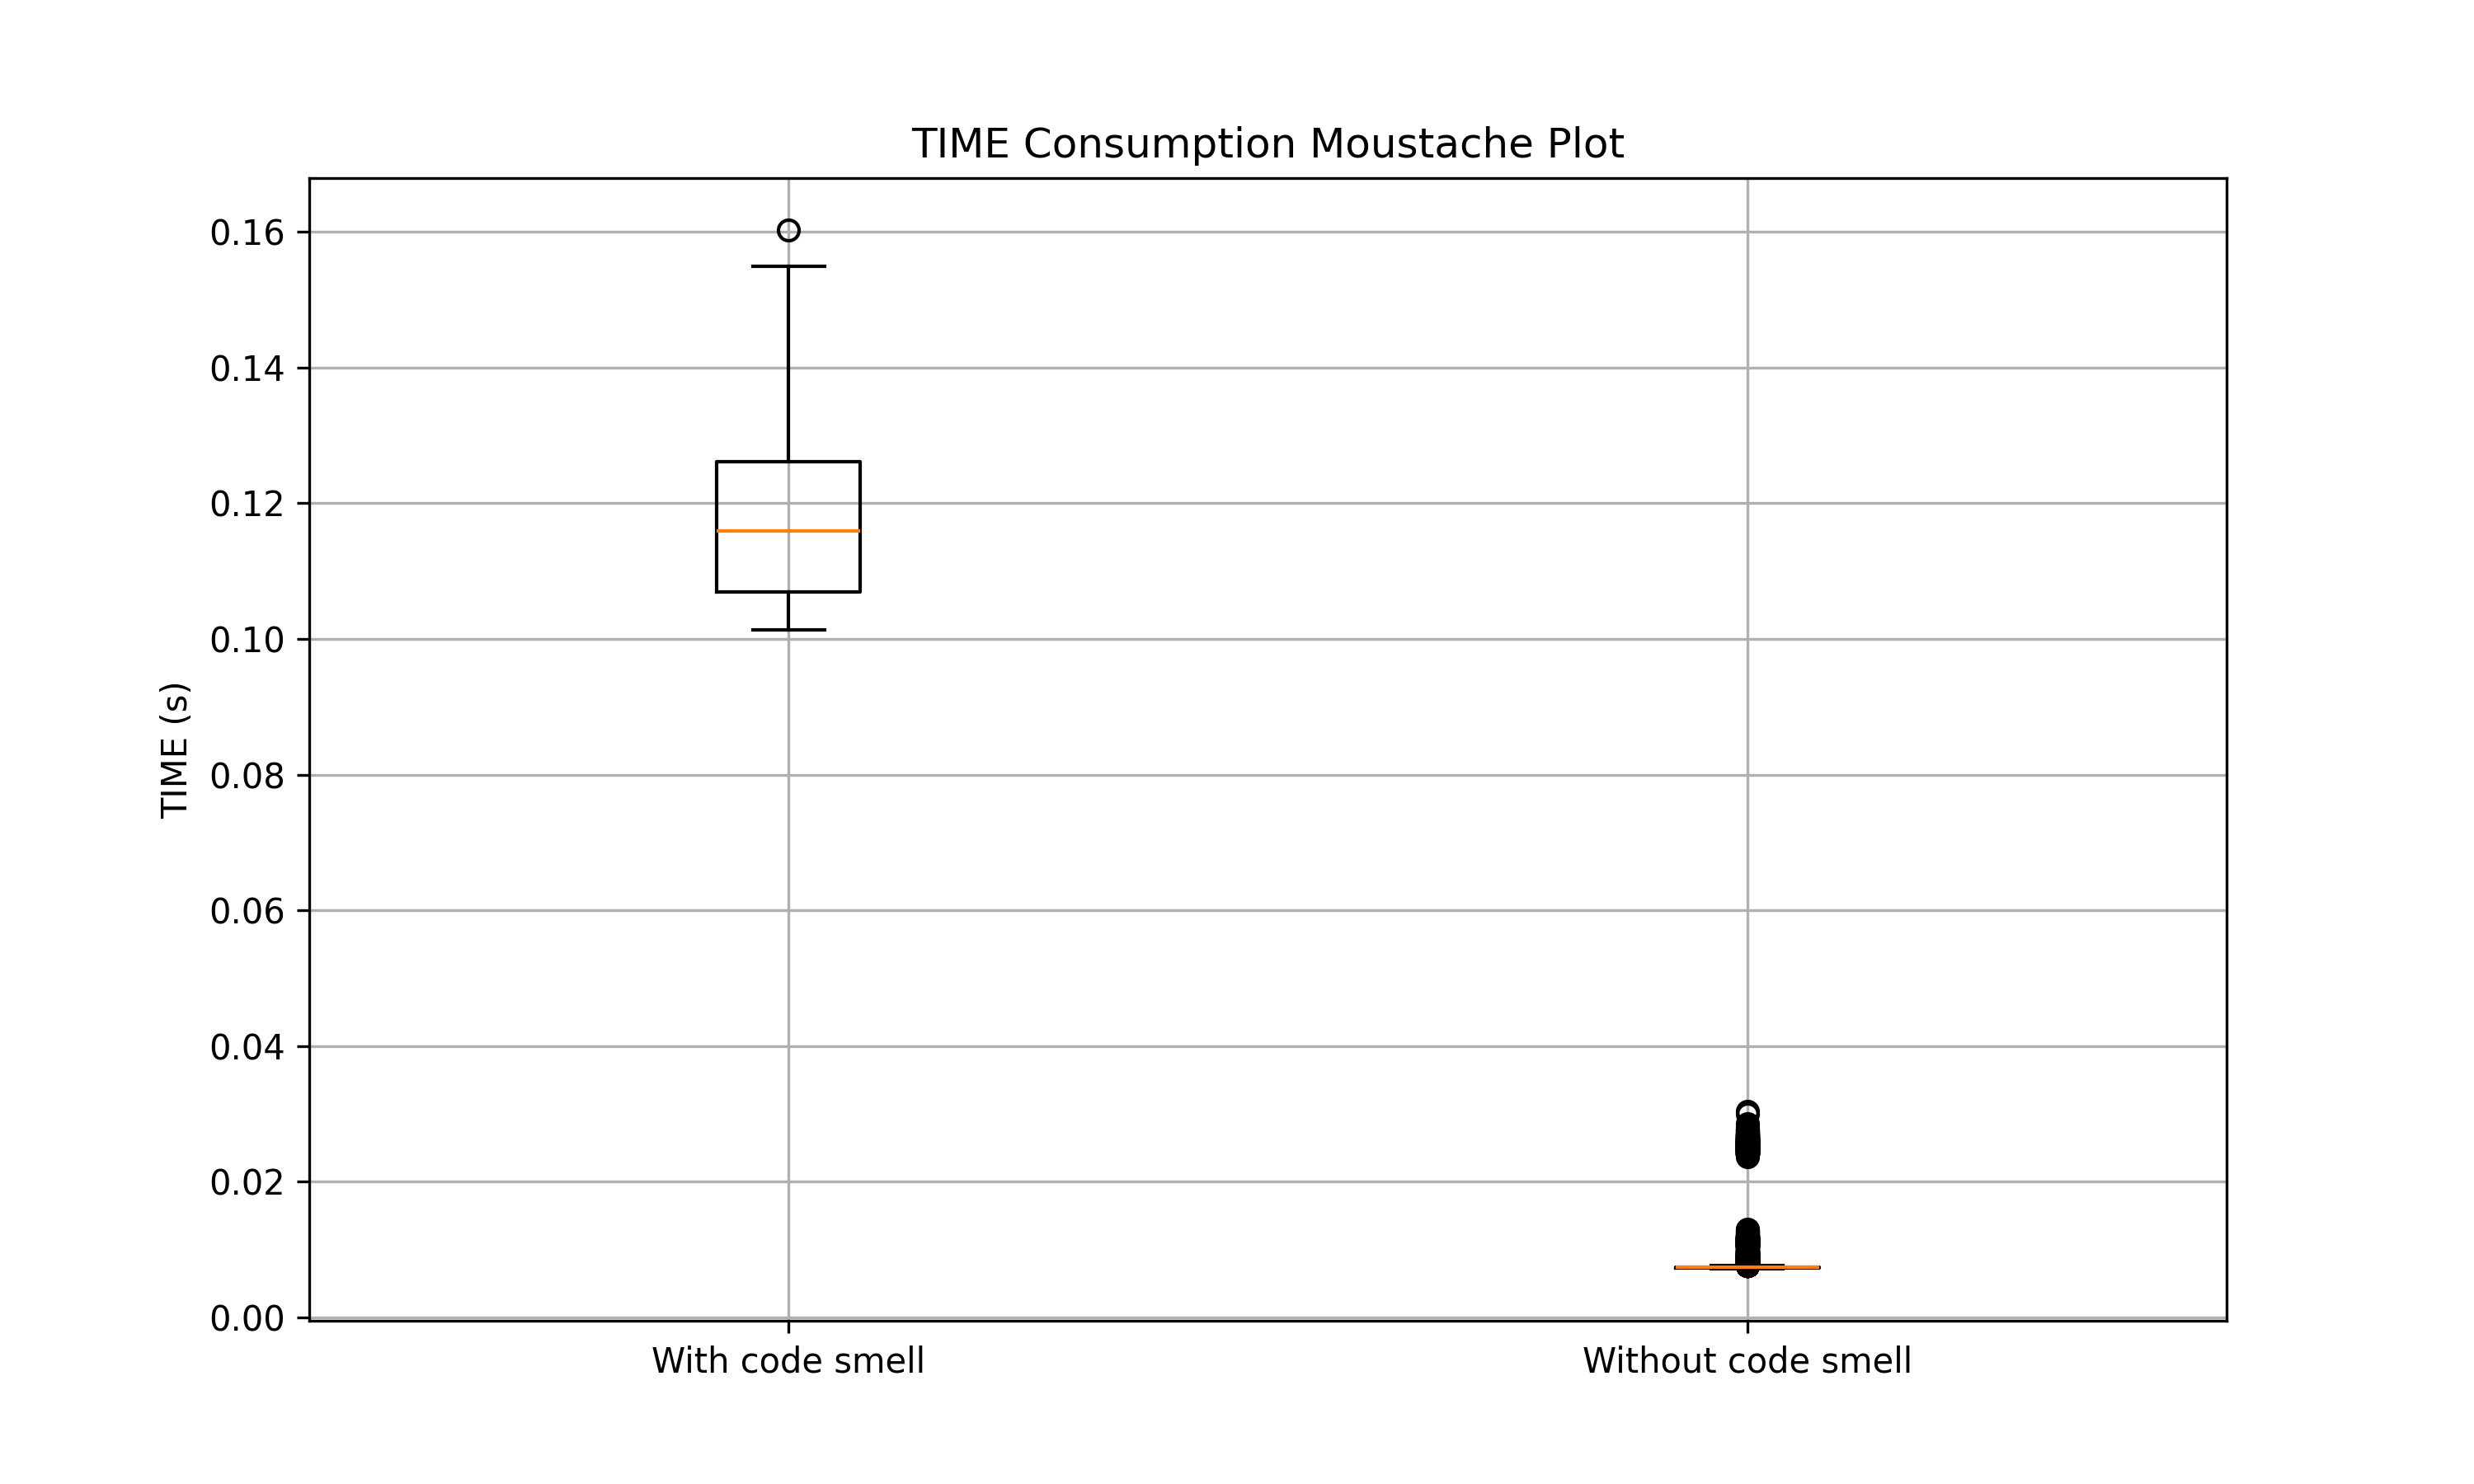 TIME Consumption Moustache Plot
TIME (s)
0.16
0.14
0.12
0.10
0.08
0.06
0.04
0.02
0.00
With code smell
Without code smell